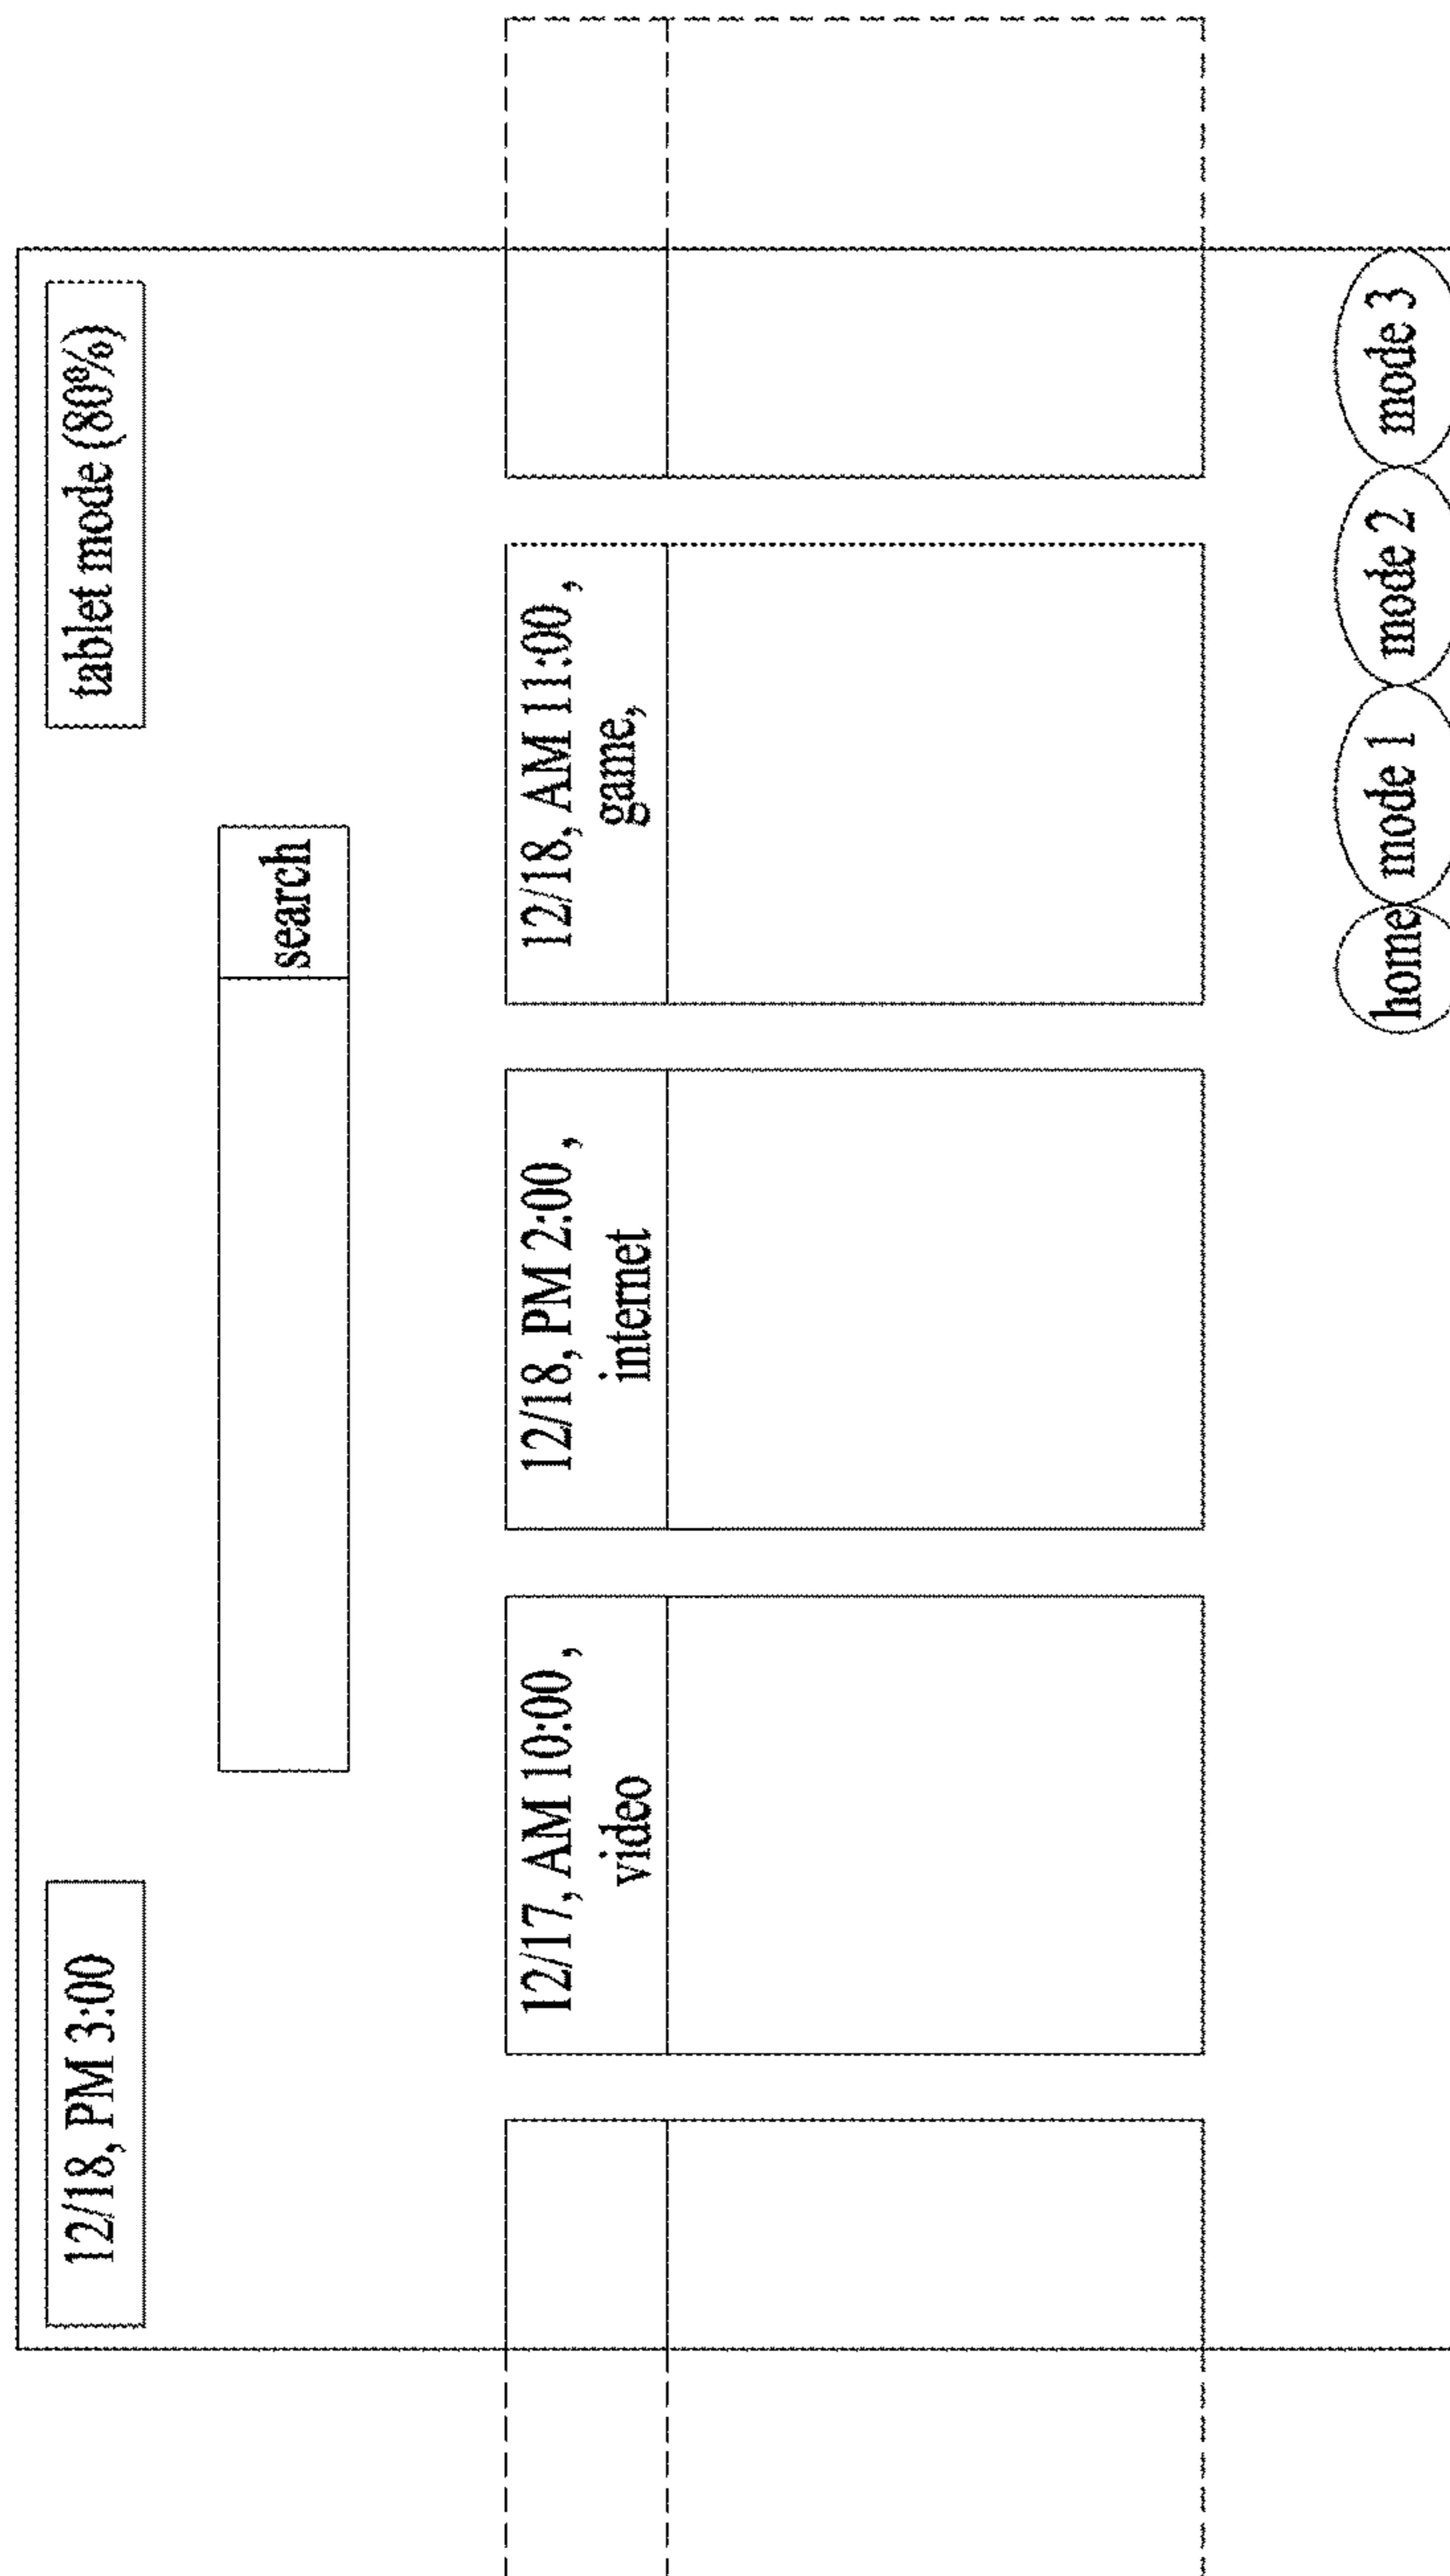 12/18, PM 3:00
tablet mode (80%)
search
12/17, AM 10:00 ,
video
12/18, PM 2:00 ,
internet
12/18, AM 11:00 ,
game,
home
mode 1
mode 2
mode 3